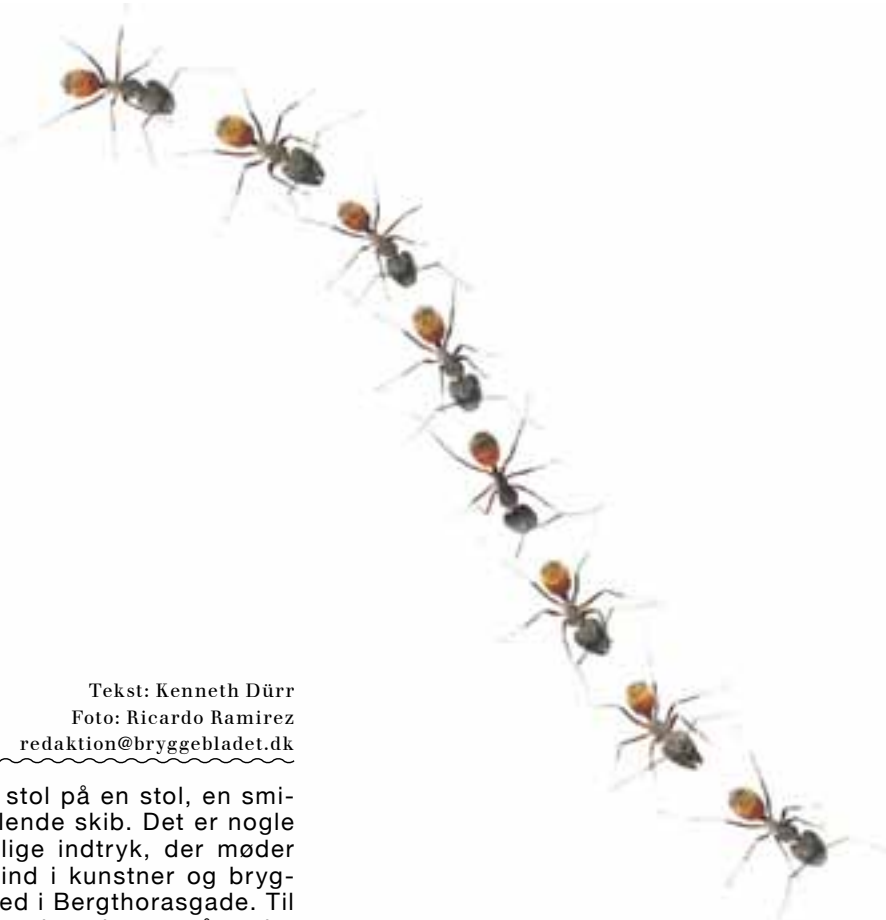 Tekst: Kenneth Dürr
Foto: Ricardo Ramirez
redaktion@bryggebladet.dk
stol på en stol, en smi-
lende skib. Det er nogle
lige indtryk, der møder
ind i kunstner og bryg-
ed i Bergthorasgade. Til